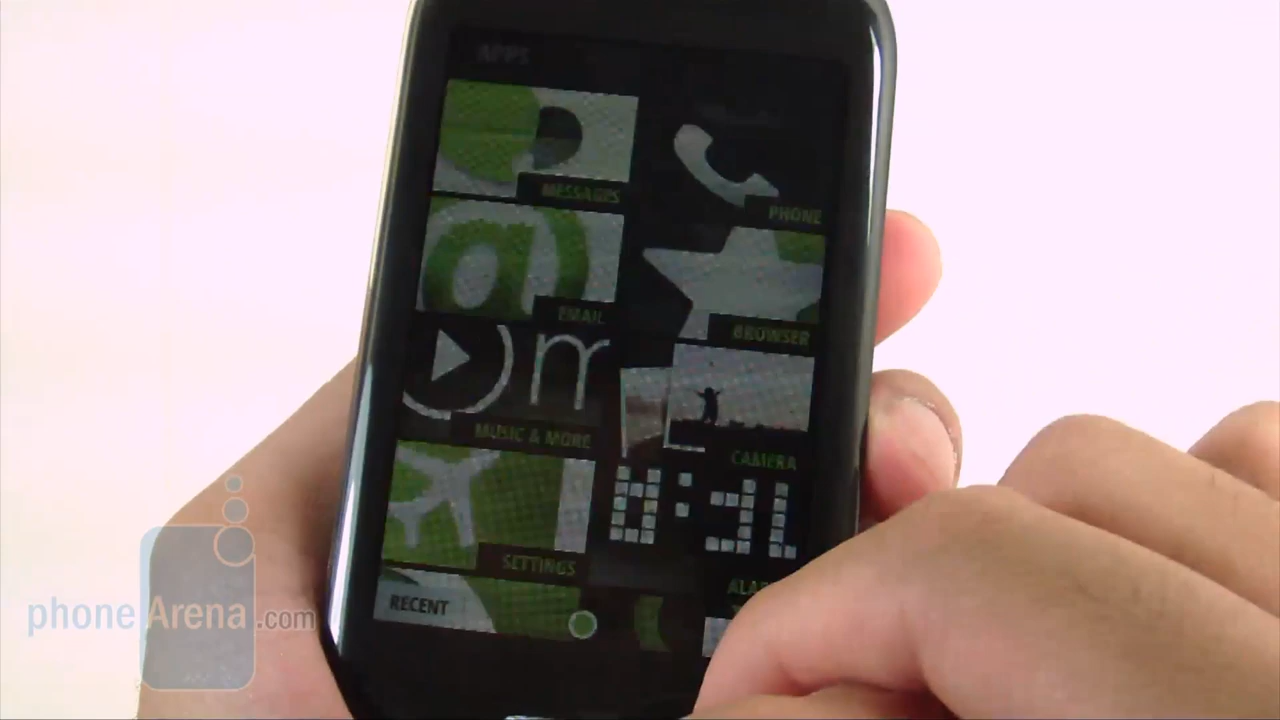 APPS
MESSAGES
PHONE
EMAIL
BROWSER
m
MUSIC & MORE
CAMERA
SETTINGS
RECENT
phoneArena.com